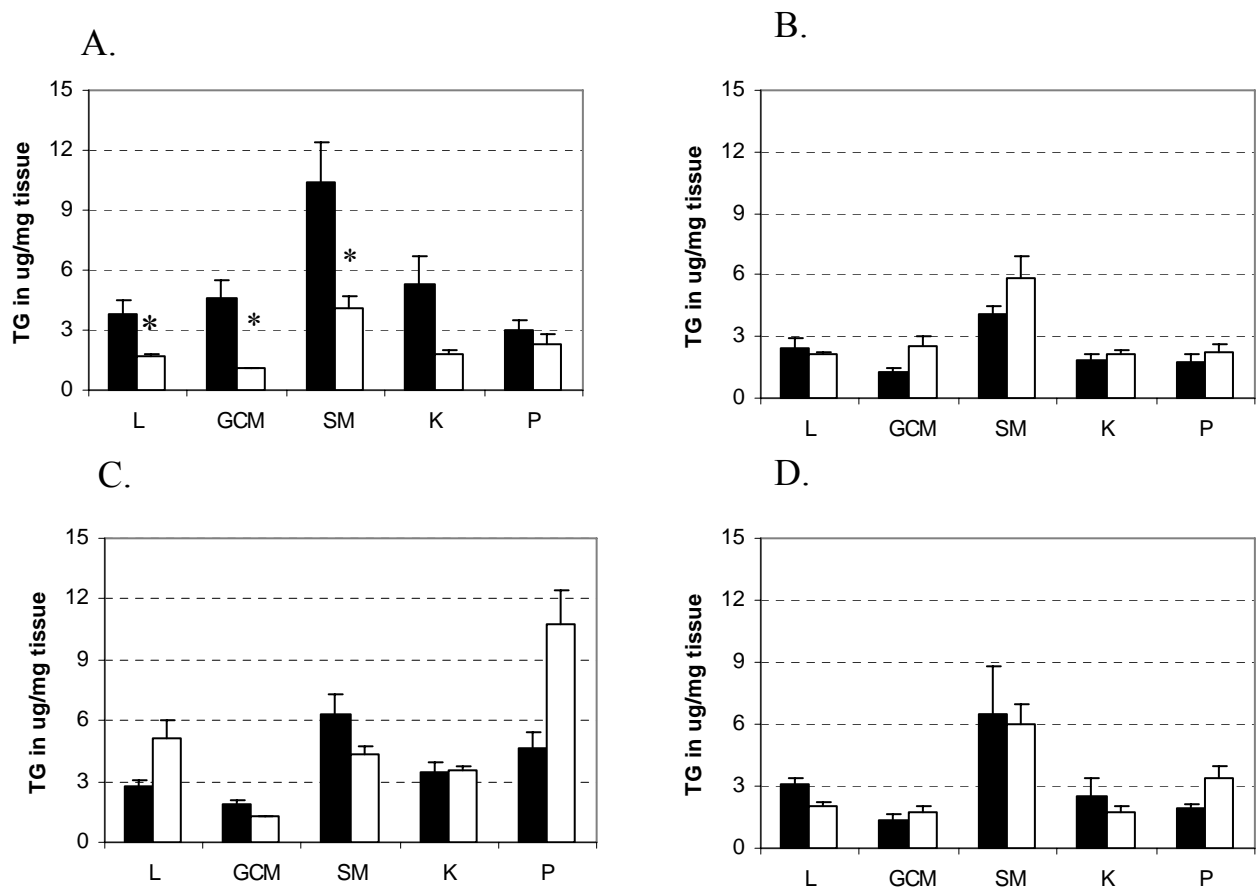 A.
15
12
9
6
3
0
TG in ug/mg tissue
*
*
*
L GCM SM K P
B.
15
12
9
6
3
0
TG in ug/mg tissue
L GCM SM K P
C.
15
12
9
6
3
0
TG in ug/mg tissue
L GCM SM K P
D.
15
12
9
6
3
0
TG in ug/mg tissue
L GCM SM K P